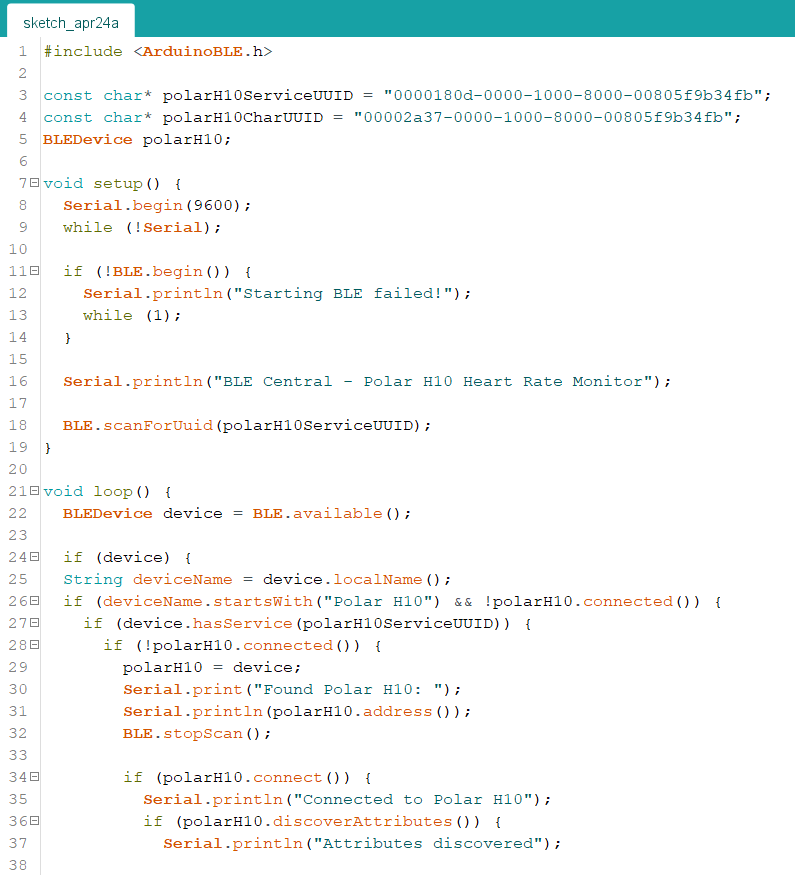 sketch_apr24a
1 #include <ArduinoBLE.h>
2
3 const char* polarH10ServiceUUID = "0000180d-0000-1000-8000-00805f9b34fb";
4 const char* polarH10CharUUID = "00002a37-0000-1000-8000-00805f9b34fb";
5 BLEDevice polarH10;
6
7 void setup() {
8   Serial.begin(9600);
9   while (!Serial);
10
11   if (!BLE.begin()) {
12     Serial.println("Starting BLE failed!");
13     while (1);
14   }
15
16   Serial.println("BLE Central - Polar H10 Heart Rate Monitor");
17
18   BLE.scanForUuid(polarH10ServiceUUID);
19 }
20
21 void loop() {
22   BLEDevice device = BLE.available();
23
24   if (device) {
25   String deviceName = device.localName();
26   if (deviceName.startsWith("Polar H10") && !polarH10.connected()) {
27     if (device.hasService(polarH10ServiceUUID)) {
28       if (!polarH10.connected()) {
29         polarH10 = device;
30         Serial.print("Found Polar H10: ");
31         Serial.println(polarH10.address());
32         BLE.stopScan();
33
34         if (polarH10.connect()) {
35           Serial.println("Connected to Polar H10");
36           if (polarH10.discoverAttributes()) {
37             Serial.println("Attributes discovered");
38